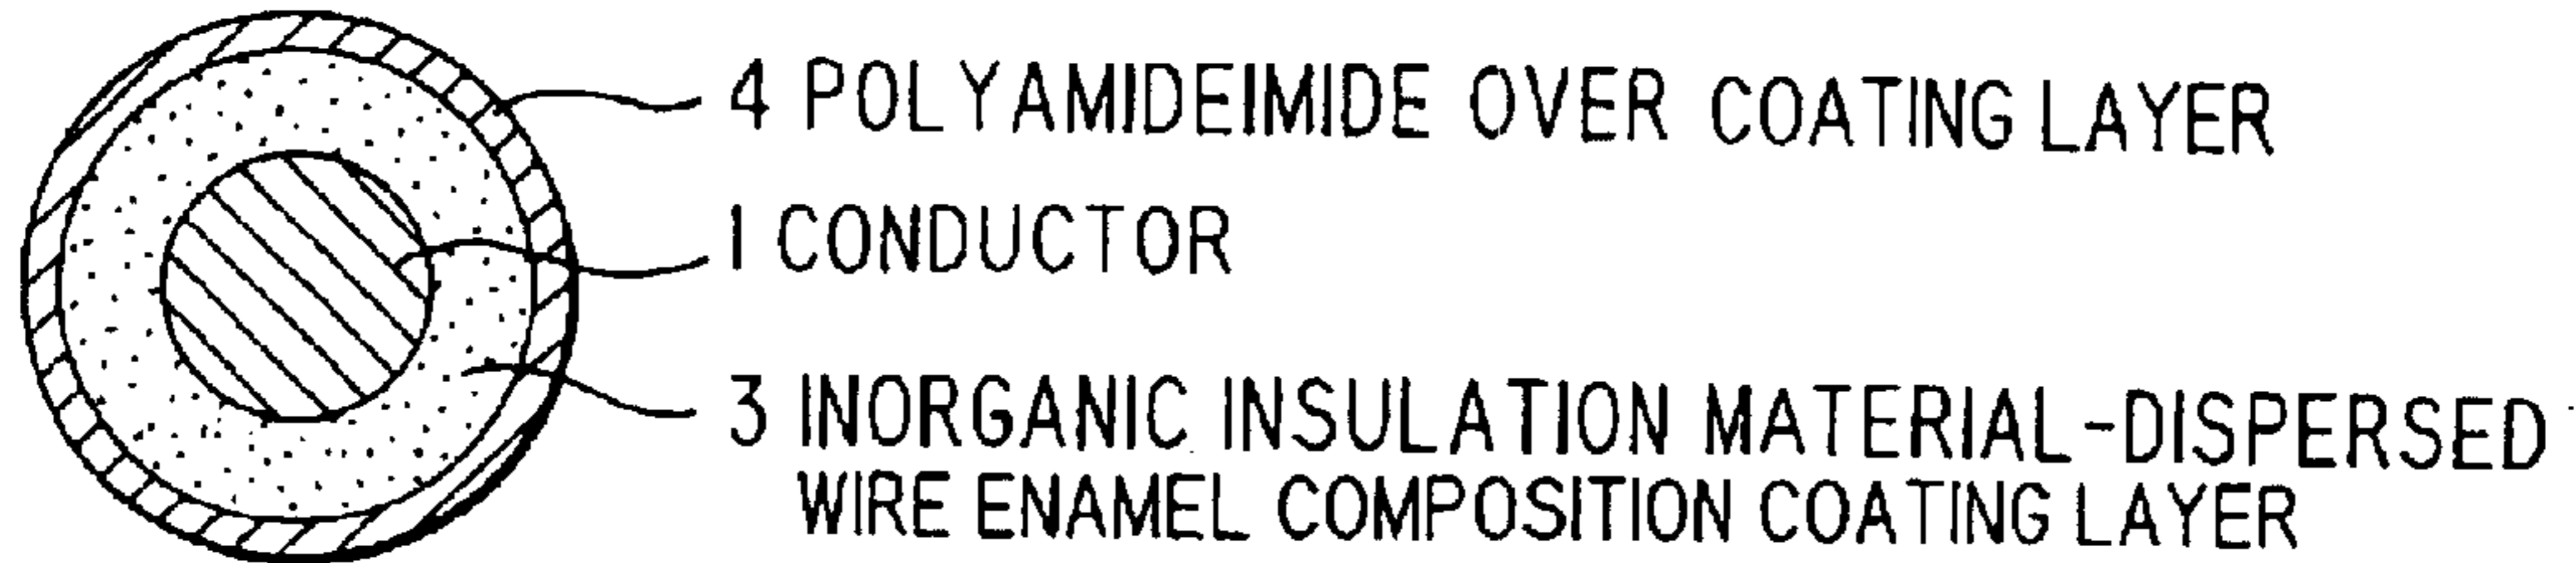 4 POLYAMIDEIMIDE OVER COATING LAYER
1 CONDUCTOR
3 INORGANIC INSULATION MATERIAL-DISPERSED
WIRE ENAMEL COMPOSITION COATING LAYER